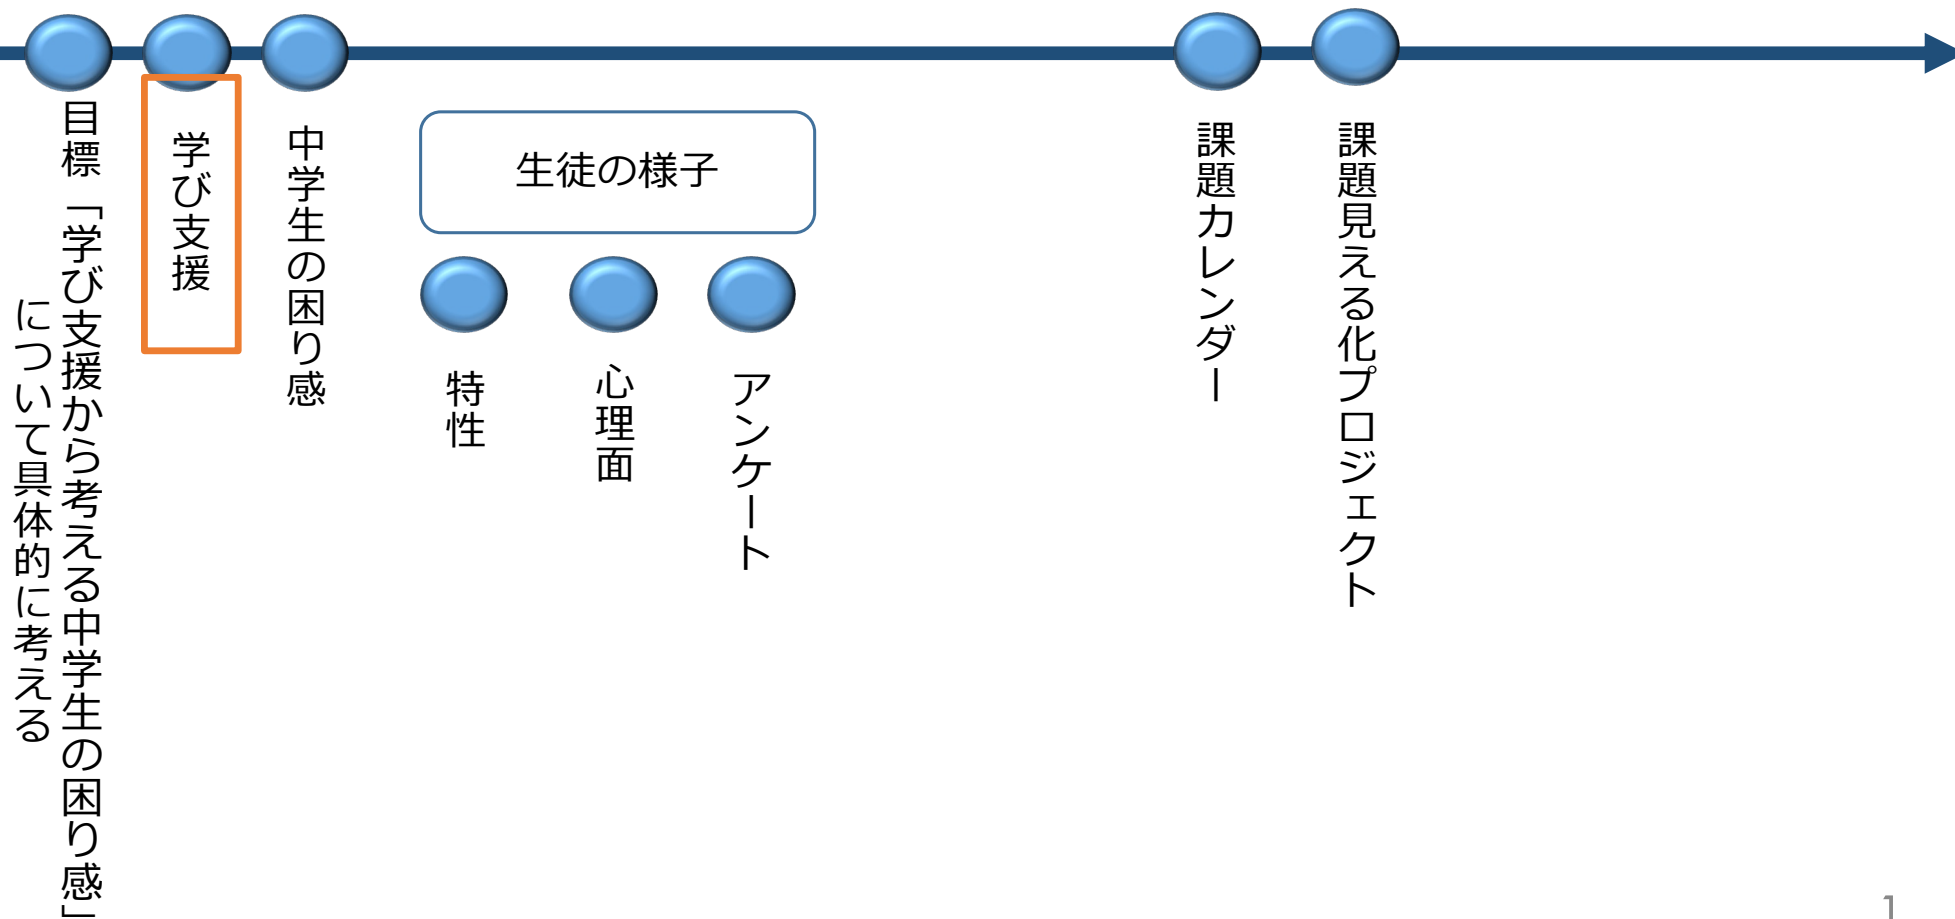 目標「学び支援から考える中学生の困り感」
について具体的に考える
学び支援
中学生の困り感
生徒の様子
特性
心理面
アンケート
課題カレンダー
課題見える化プロジェクト
1